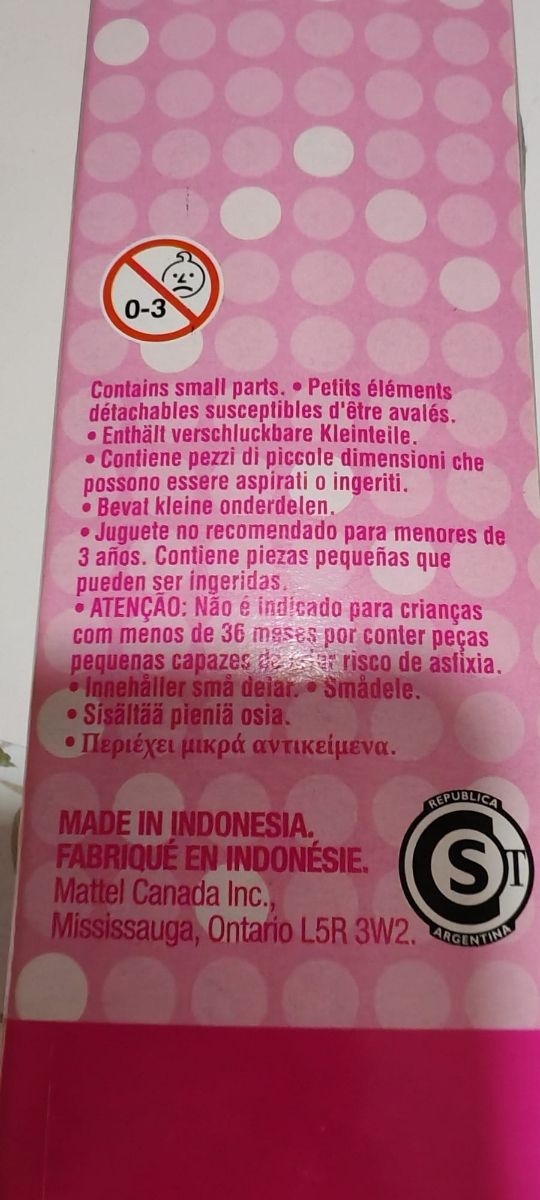 0-3
Contains small parts. • Petits éléments
détachables susceptibles d'être avalés.
• Enthält verschluckbare Kleinteile.
• Contiene pezzi di piccole dimensioni che
possono essere aspirati o ingeriti.
• Bevat kleine onderdelen.
• Juguete no recomendado para menores de
3 años. Contiene piezas pequeñas que
pueden ser ingeridas.
• ATENÇÃO: Não é indicado para crianças
com menos de 36 meses por conter peças
pequenas capazes de risco de asfixia.
• Innehåller små delar. • Smådele.
• Sisältää pieniä osia.
• Περιέχει μικρά αντικείμενα.
MADE IN INDONESIA.
FABRIQUÉ EN INDONÉSIE.
Mattel Canada Inc.,
Mississauga, Ontario L5R 3W2.
REPUBLICA
S T
ARGENTINA